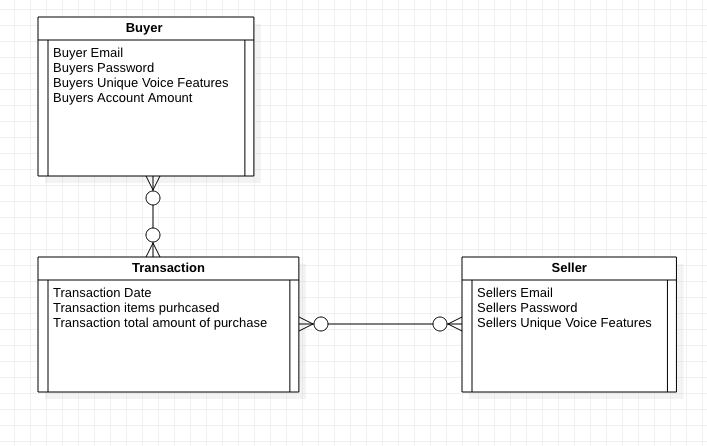 Buyer
Buyer Email
Buyers Password
Buyers Unique Voice Features
Buyers Account Amount
Transaction
Transaction Date
Transaction items purhcased
Transaction total amount of purchase
Seller
Sellers Email
Sellers Password
Sellers Unique Voice Features